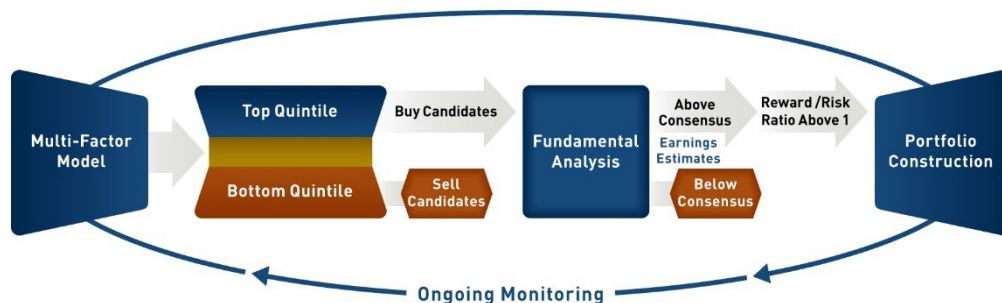 Multi-Factor
Model
Top Quintile
Bottom Quintile
Buy Candidates
Sell
Candidates
Fundamental
Analysis
Above
Consensus
Earnings
Estimates
Below
Consensus
Reward /Risk
Ratio Above 1
Portfolio
Construction
Ongoing Monitoring